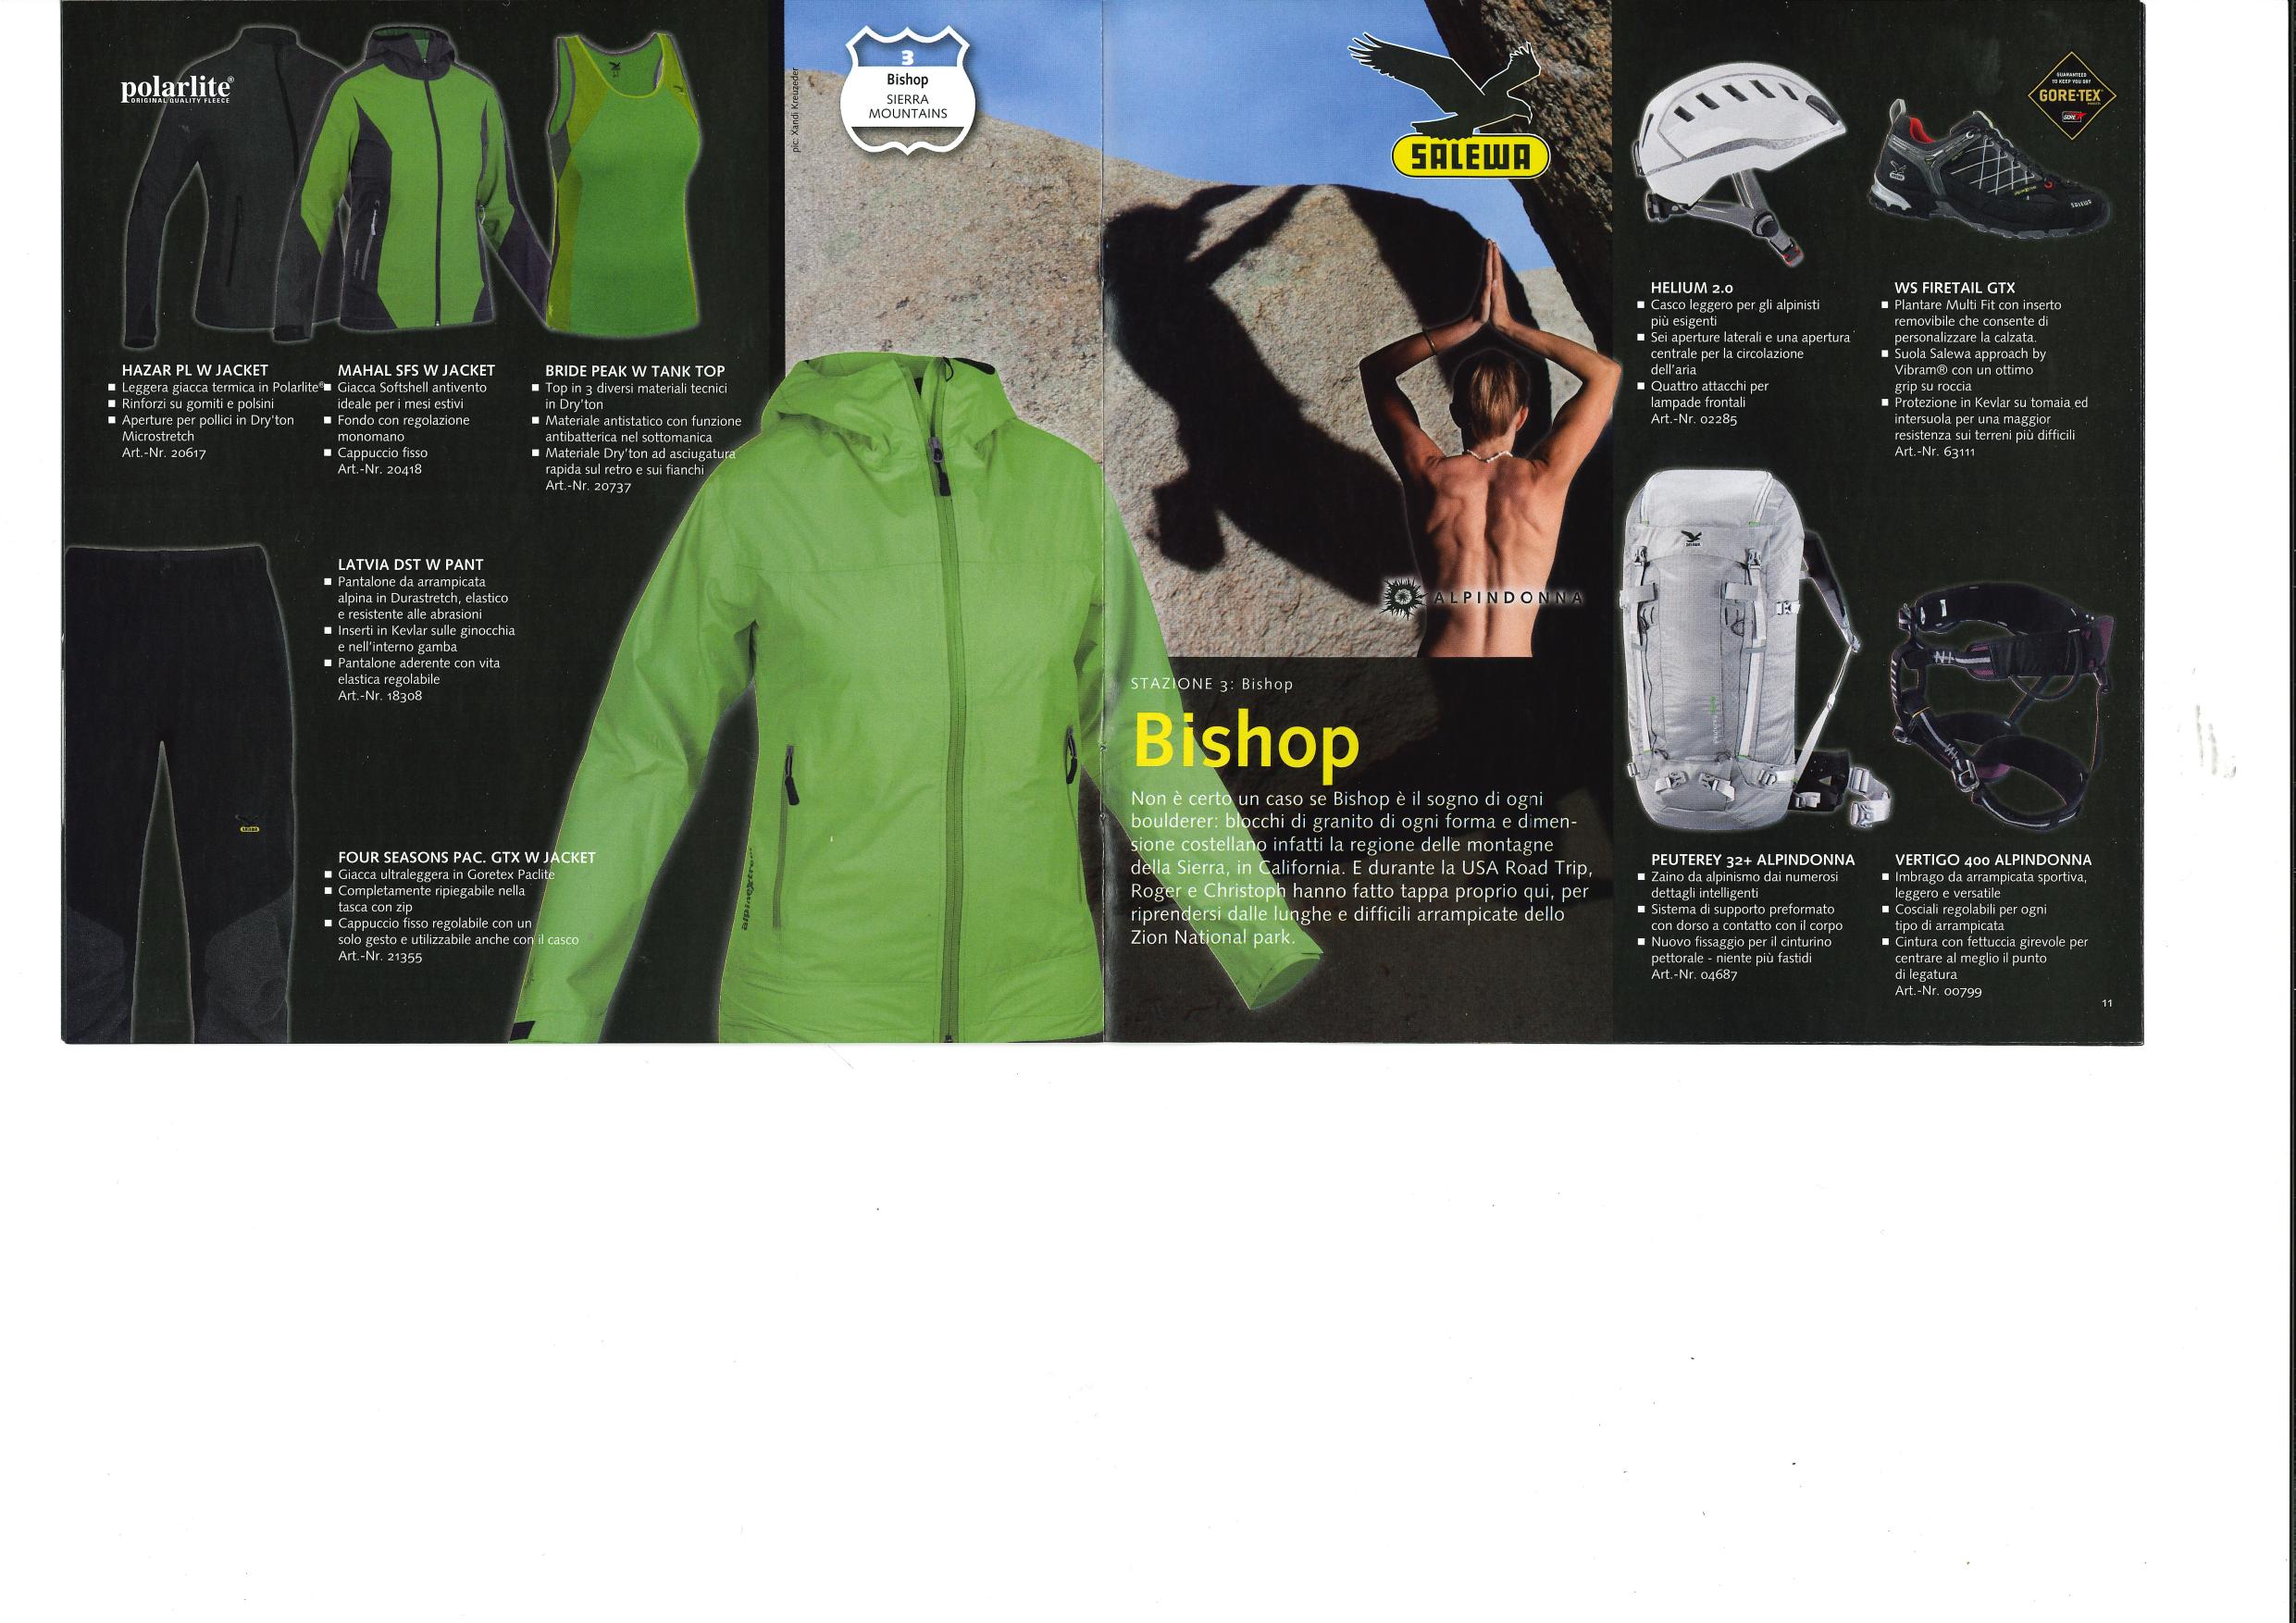 polarlite®
ORIGINAL QUALITY FLEECE
HAZAR PL W JACKET
Leggera giacca termica in Polarlite®
Rinforzi su gomiti e polsini
Aperture per pollici in Dry'ton
Microstretch
Art.-Nr. 20617
MAHAL SFS W JACKET
Giacca Softshell antivento
ideale per i mesi estivi
Fondo con regolazione
monomano
Cappuccio fisso
Art.-Nr. 20418
BRIDE PEAK W TANK TOP
Top in 3 diversi materiali tecnici
in Dry'ton
Materiale antistatico con funzione
antibatterica nel sottomanica
Materiale Dry'ton ad asciugatura
rapida sul retro e sui fianchi
Art.-Nr. 20737
LATVIA DST W PANT
Pantalone da arrampicata
alpina in Durastretch, elastico
e resistente alle abrasioni
Inserti in Kevlar sulle ginocchia
e nell'interno gamba
Pantalone aderente con vita
elastica regolabile
Art.-Nr. 18308
FOUR SEASONS PAC. GTX W JACKET
Giacca ultraleggera in Goretex Paclite
Completamente ripiegabile nella
tasca con zip
Cappuccio fisso regolabile con un
solo gesto e utilizzabile anche con il casco
Art.-Nr. 21355
alpinextrem
pic: Xandi Kreuzeder
3
Bishop
SIERRA
MOUNTAINS
SALEWA
ALPINDONNA
STAZIONE 3: Bishop
Bishop
Non è certo un caso se Bishop è il sogno di ogni
boulderer: blocchi di granito di ogni forma e dimen-
sione costellano infatti la regione delle montagne
della Sierra, in California. E durante la USA Road Trip,
Roger e Christoph hanno fatto tappa proprio qui, per
riprendersi dalle lunghe e difficili arrampicate dello
Zion National park.
GUARANTEED
TO KEEP YOU DRY
GORE-TEX
HELIUM 2.0
Casco leggero per gli alpinisti
più esigenti
Sei aperture laterali e una apertura
centrale per la circolazione
dell'aria
Quattro attacchi per
lampade frontali
Art.-Nr. 02285
SALEWA
WS FIRETAIL GTX
Plantare Multi Fit con inserto
removibile che consente di
personalizzare la calzata.
Suola Salewa approach by
Vibram® con un ottimo
grip su roccia
Protezione in Kevlar su tomaia ed
intersuola per una maggior
resistenza sui terreni più difficili
Art.-Nr. 63111
PEUTEREY 32+ ALPINDONNA
Zaino da alpinismo dai numerosi
dettagli intelligenti
Sistema di supporto preformato
con dorso a contatto con il corpo
Nuovo fissaggio per il cinturino
pettorale - niente più fastidi
Art.-Nr. 04687
VERTIGO 400 ALPINDONNA
Imbrago da arrampicata sportiva,
leggero e versatile
Cosciali regolabili per ogni
tipo di arrampicata
Cintura con fettuccia girevole per
centrare al meglio il punto
di legatura
Art.-Nr. 00799
11